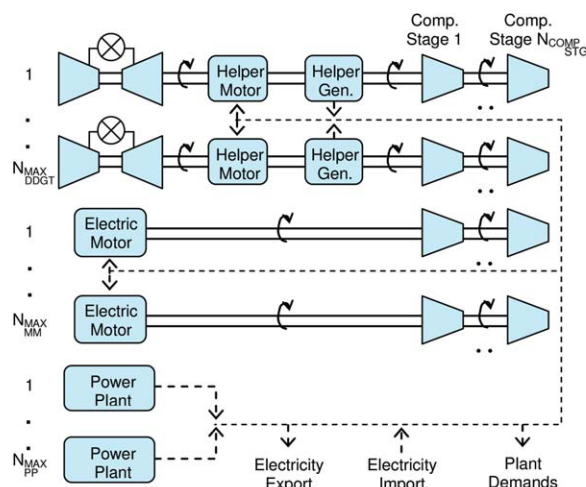 Comp.
Stage 1
Comp.
Stage N COMP STG
1
Helper
Motor
Helper
Gen.
. .
.
.
N MAX DDGT
Helper
Motor
Helper
Gen.
. .
1
Electric
Motor
. .
.
.
N MAX MM
Electric
Motor
. .
1
Power
Plant
.
.
N MAX PP
Power
Plant
Electricity
Export
Electricity
Import
Plant
Demands